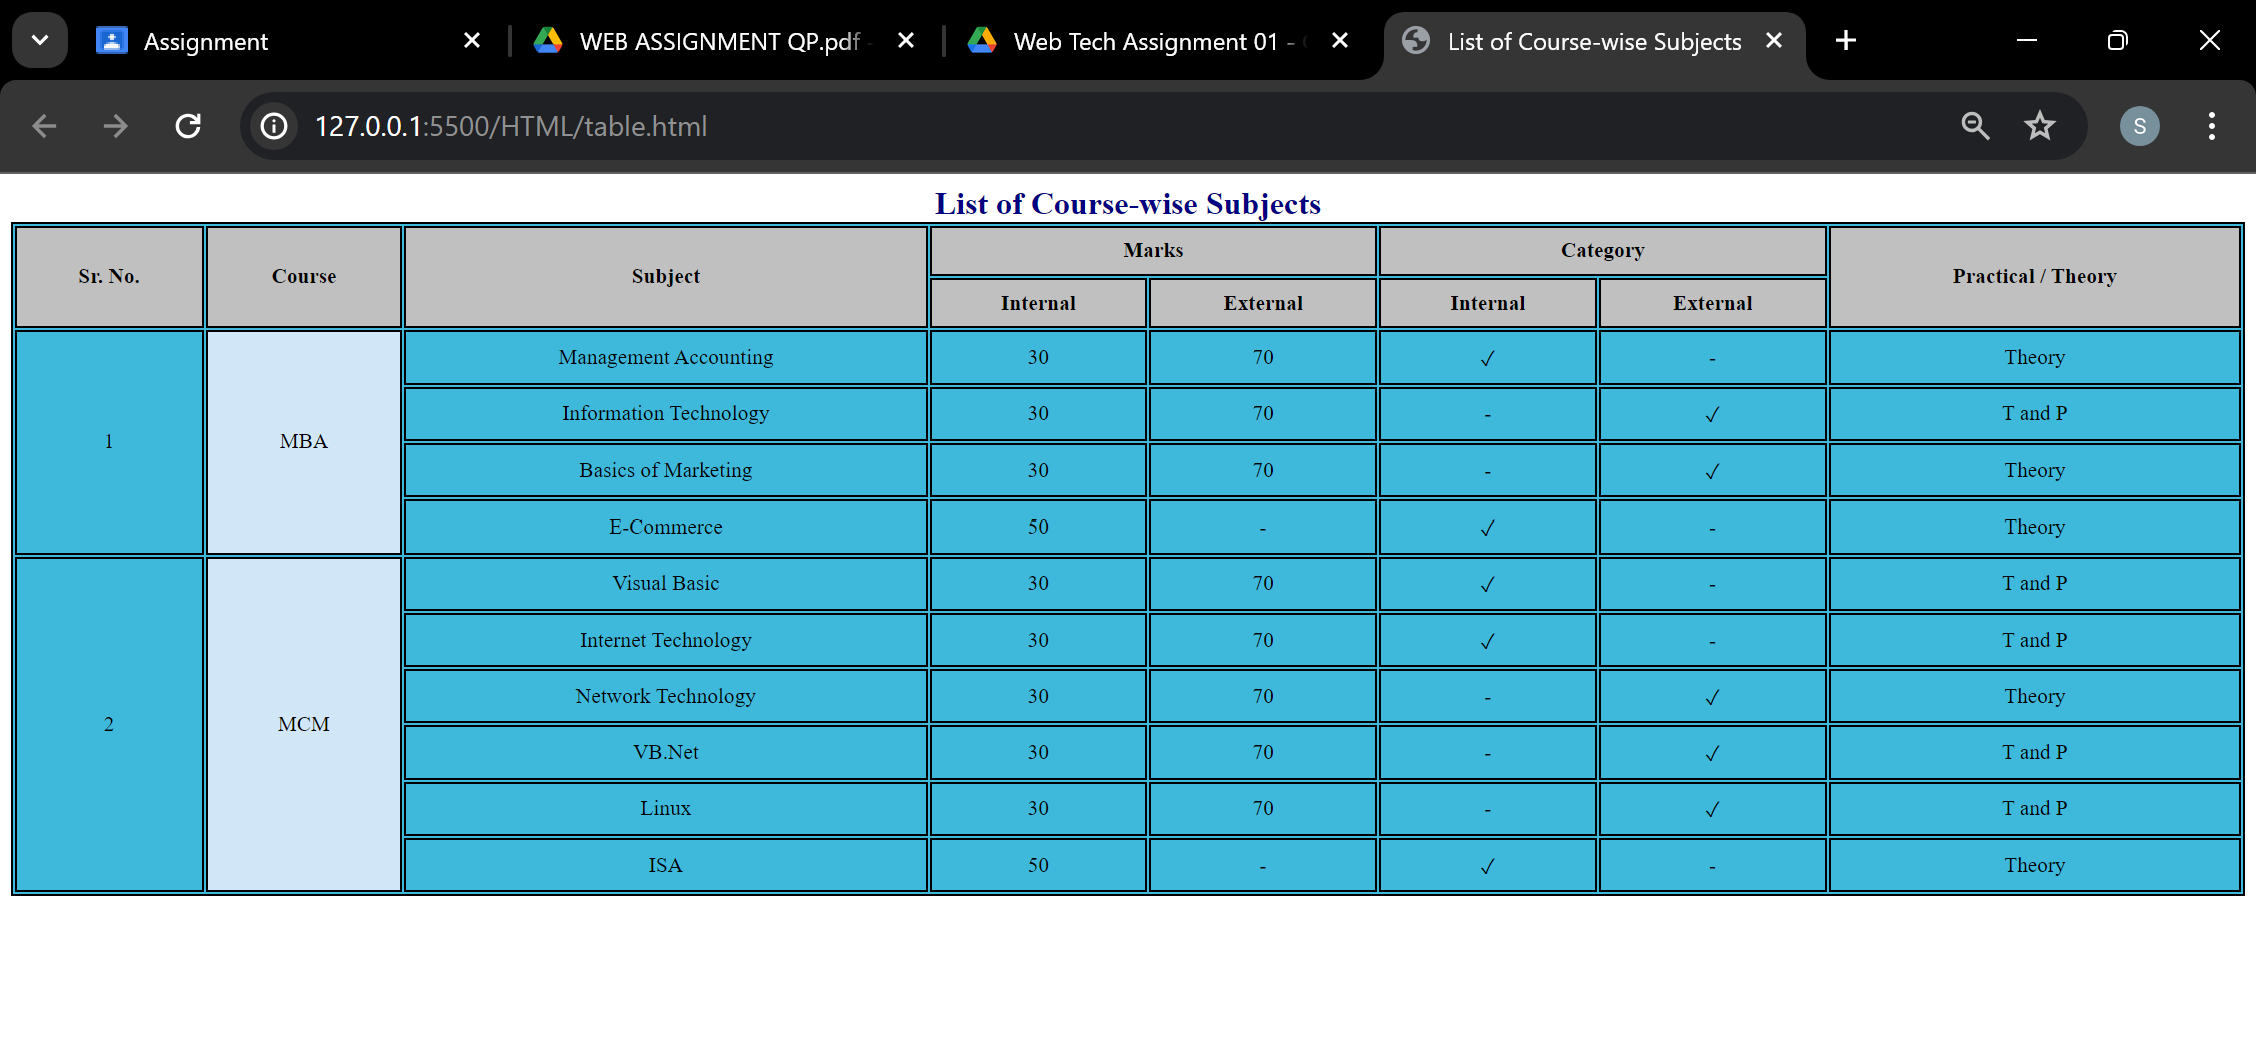 Assignment
WEB ASSIGNMENT QP.pdf
Web Tech Assignment 01 -
List of Course-wise Subjects
127.0.0.1:5500/HTML/table.html
S
List of Course-wise Subjects
Sr. No. Course Subject Marks Category Practical / Theory
Internal External Internal External
1 MBA Management Accounting 30 70 ✓ - Theory
Information Technology 30 70 - ✓ T and P
Basics of Marketing 30 70 - ✓ Theory
E-Commerce 50 - ✓ - Theory
2 MCM Visual Basic 30 70 ✓ - T and P
Internet Technology 30 70 ✓ - T and P
Network Technology 30 70 - ✓ Theory
VB.Net 30 70 - ✓ T and P
Linux 30 70 - ✓ T and P
ISA 50 - ✓ - Theory